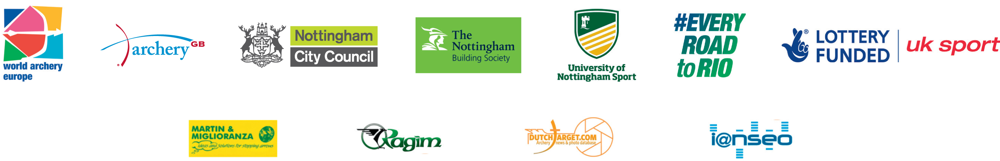 world archery
europe
archery GB
®
Nottingham
City Council
VIVIT POST FUNERA VIRTUS
The
Nottingham
Building Society
University of
Nottingham Sport
#EVERY
ROAD
to RIO
®
LOTTERY
FUNDED
uk sport
MARTIN &
MIGLIORANZA
Ideas and Solutions for stopping arrows
Ragim
DUTCHTARGET.COM
Archery news & photo database
i@nseo